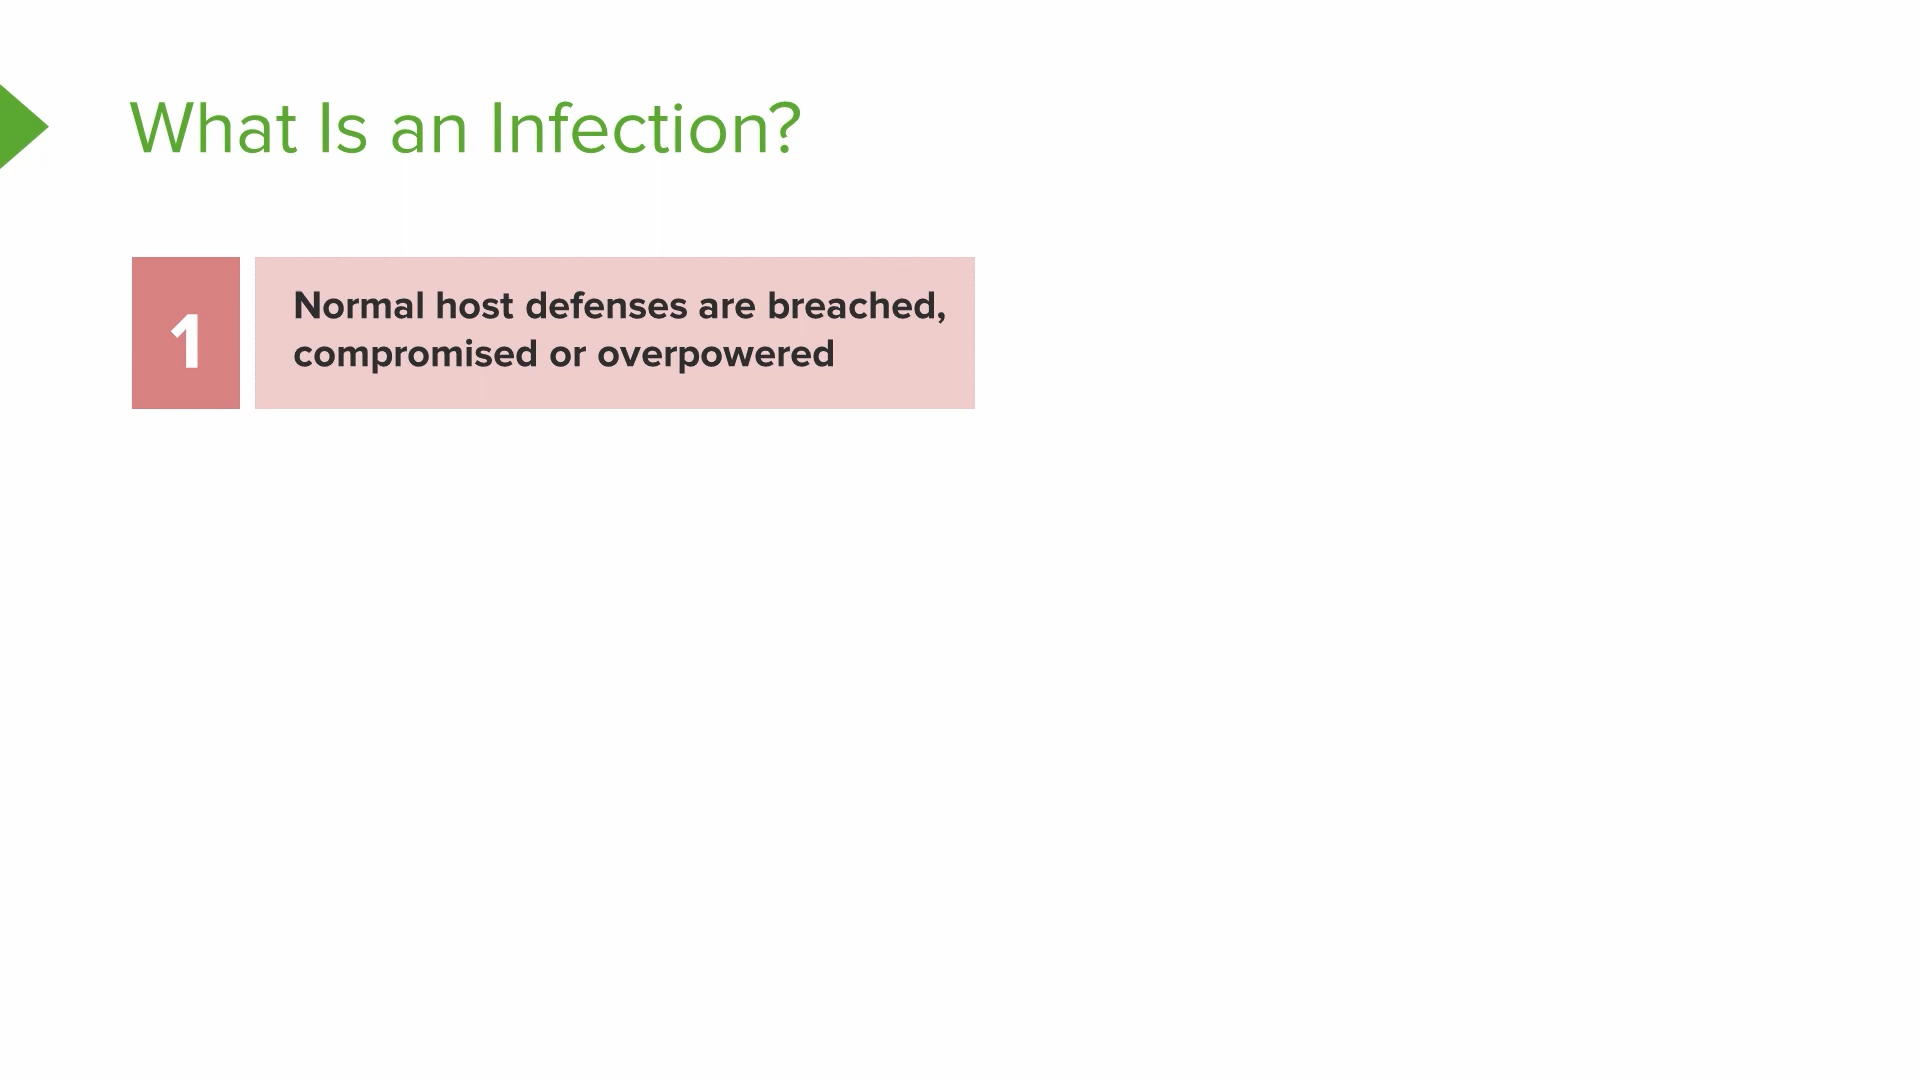 What Is an Infection?
1
Normal host defenses are breached,
compromised or overpowered